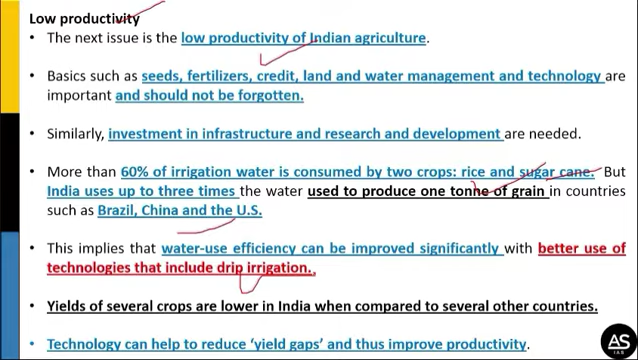 Low productivity
• The next issue is the low productivity of Indian agriculture.
• Basics such as seeds, fertilizers, credit, land and water management and technology are
important and should not be forgotten.
• Similarly, investment in infrastructure and research and development are needed.
• More than 60% of irrigation water is consumed by two crops: rice and sugar cane. But
India uses up to three times the water used to produce one tonne of grain in countries
such as Brazil, China and the U.S.
• This implies that water-use efficiency can be improved significantly with better use of
technologies that include drip irrigation.
• Yields of several crops are lower in India when compared to several other countries.
• Technology can help to reduce ‘yield gaps’ and thus improve productivity.
AS
IAS